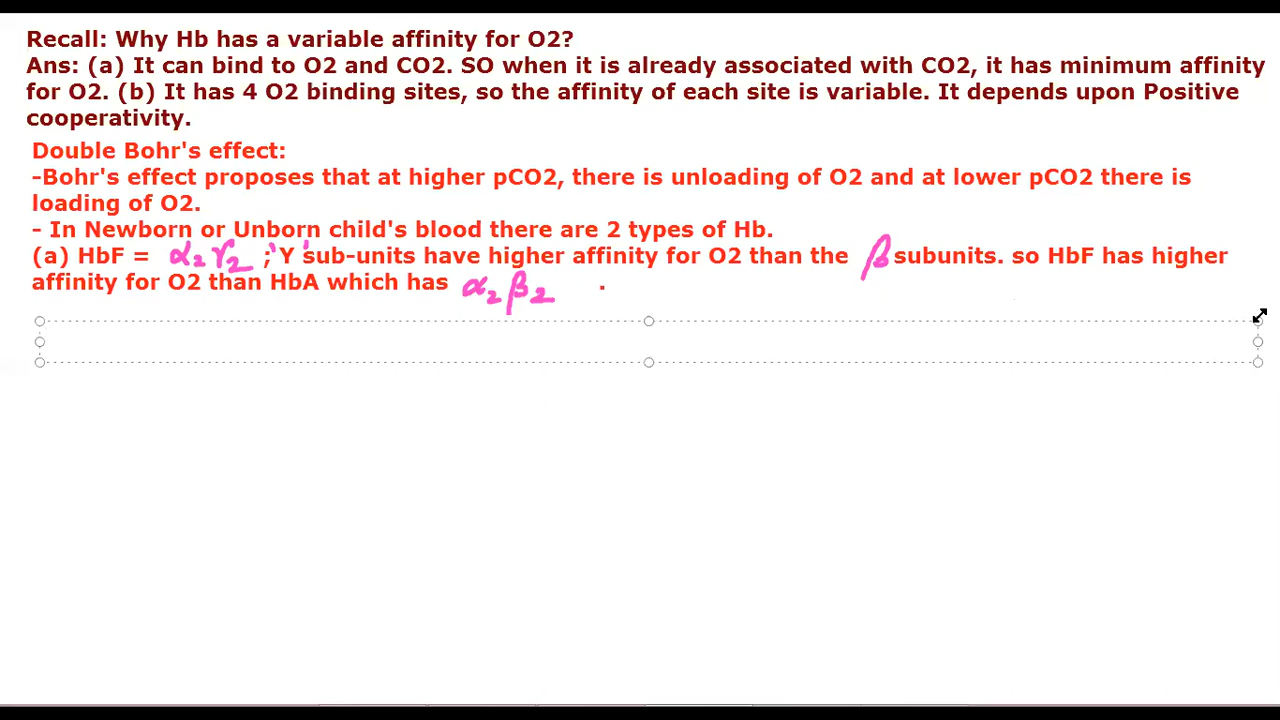 Recall: Why Hb has a variable affinity for O2?
Ans: (a) It can bind to O2 and CO2. SO when it is already associated with CO2, it has minimum affinity
for O2. (b) It has 4 O2 binding sites, so the affinity of each site is variable. It depends upon Positive
cooperativity.
Double Bohr's effect:
-Bohr's effect proposes that at higher pCO2, there is unloading of O2 and at lower pCO2 there is
loading of O2.
- In Newborn or Unborn child's blood there are 2 types of Hb.
(a) HbF = α2 γ2 ; 'Y' sub-units have higher affinity for O2 than the β subunits. so HbF has higher
affinity for O2 than HbA which has α2 β2 .